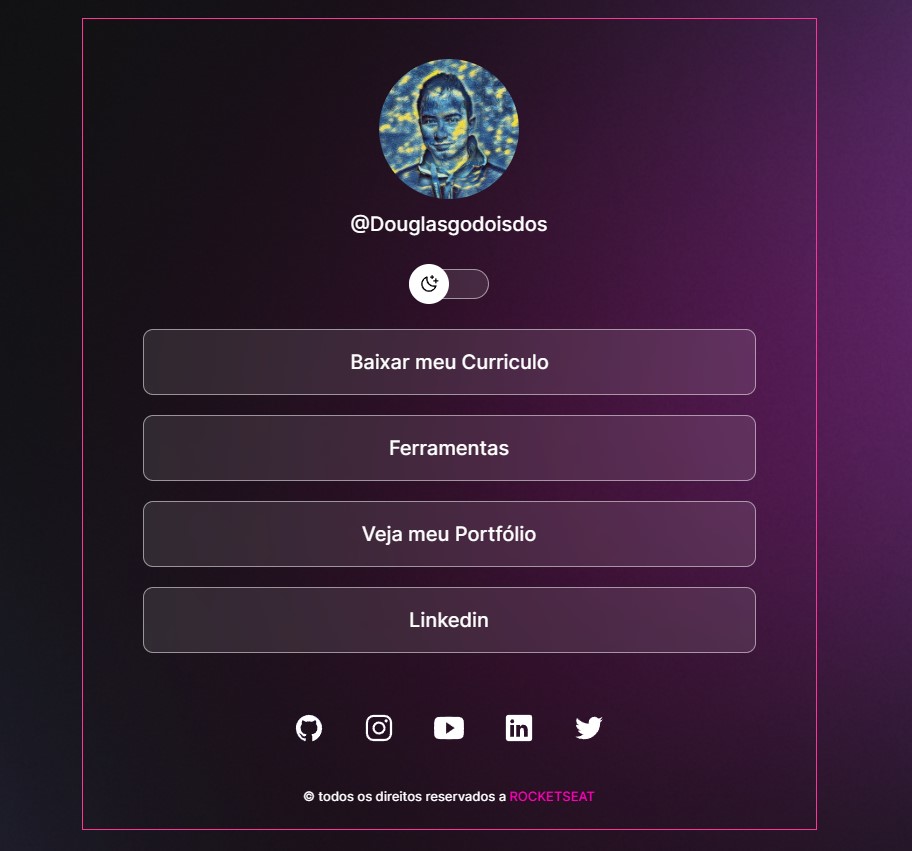 @Douglasgodoisdos
Baixar meu Curriculo
Ferramentas
Veja meu Portfólio
Linkedin
© todos os direitos reservados a ROCKETSEAT